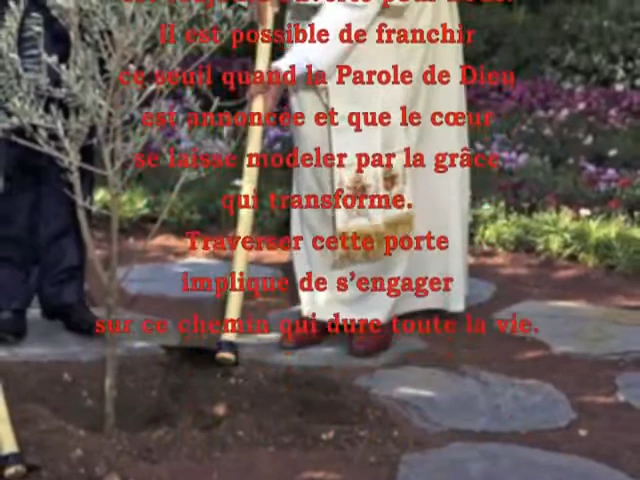 Il est possible de franchir
ce seuil quand la Parole de Dieu
est annoncée et que le cœur
se laisse modeler par la grâce
qui transforme.
Traverser cette porte
implique de s'engager
sur ce chemin qui dure toute la vie.